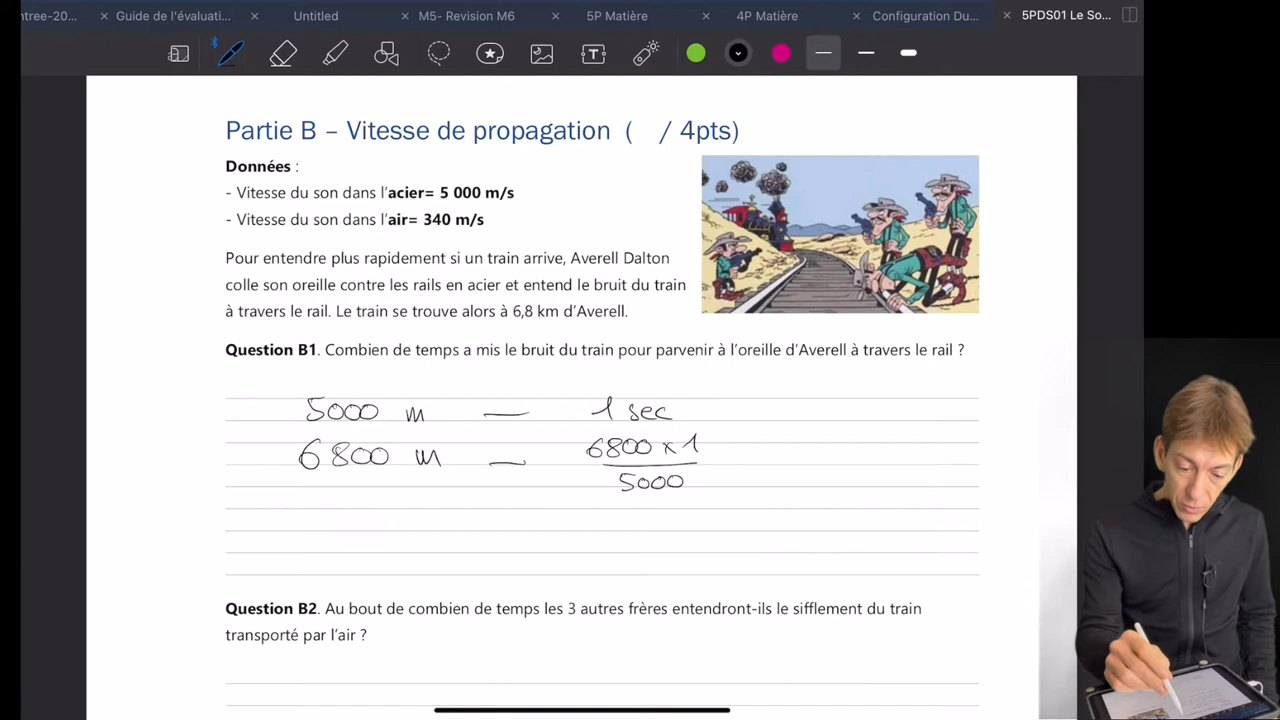 ntree-20...
Guide de l'évaluati...
Untitled
M5- Revision M6
5P Matière
4P Matière
Configuration Du...
5PDS01 Le So...
Partie B – Vitesse de propagation ( / 4pts)
Données :
- Vitesse du son dans l'acier= 5 000 m/s
- Vitesse du son dans l'air= 340 m/s
Pour entendre plus rapidement si un train arrive, Averell Dalton
colle son oreille contre les rails en acier et entend le bruit du train
à travers le rail. Le train se trouve alors à 6,8 km d'Averell.
Question B1. Combien de temps a mis le bruit du train pour parvenir à l'oreille d'Averell à travers le rail ?
5000 m — 1 sec
6800 m — 6800 x 1
5000
Question B2. Au bout de combien de temps les 3 autres frères entendront-ils le sifflement du train
transporté par l'air ?